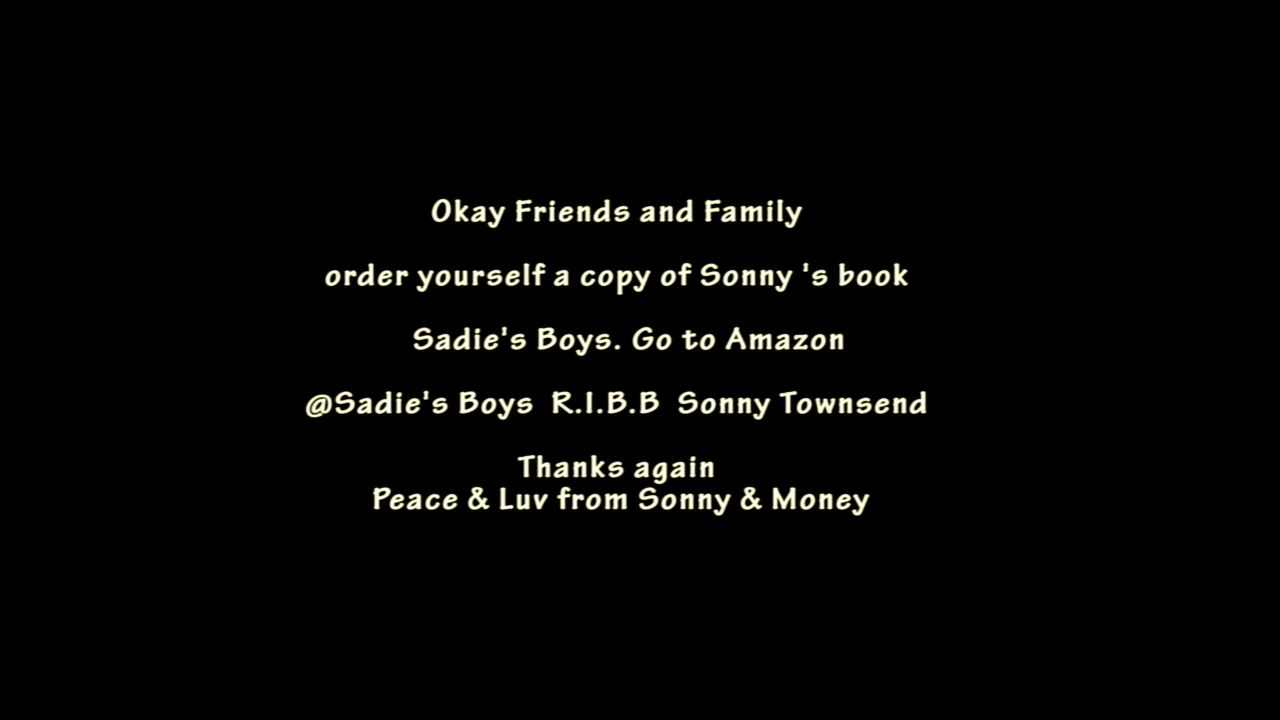 Okay Friends and Family
order yourself a copy of Sonny 's book
Sadie's Boys. Go to Amazon
@Sadie's Boys R.I.B.B Sonny Townsend
Thanks again
Peace & Luv from Sonny & Money